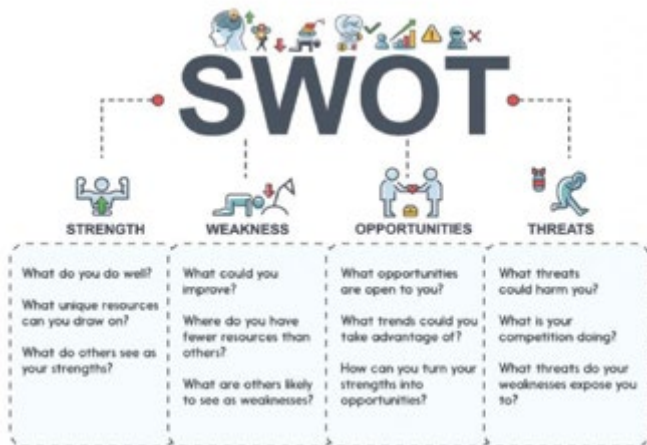 SWOT
STRENGTH
What do you do well?
What unique resources
can you draw on?
What do others see as
your strengths?
WEAKNESS
What could you
improve?
Where do you have
fewer resources than
others?
What are others likely
to see as weaknesses?
OPPORTUNITIES
What opportunities
are open to you?
What trends could you
take advantage of?
How can you turn your
strengths into
opportunities?
THREATS
What threats
could harm you?
What is your
competition doing?
What threats do your
weaknesses expose you
to?